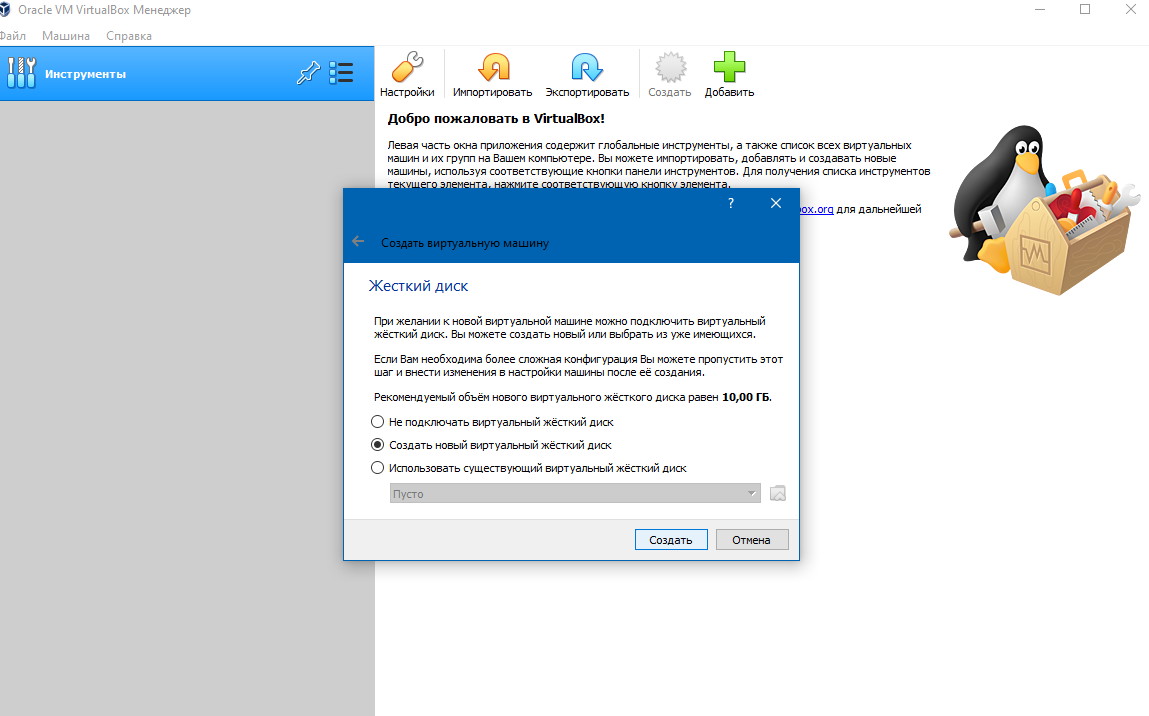 Oracle VM VirtualBox Менеджер
Файл Машина Справка
Инструменты
Настройки Импортировать Экспортировать Создать Добавить
Добро пожаловать в VirtualBox!
Левая часть окна приложения содержит глобальные инструменты, а также список всех виртуальных
машин и их групп на Вашем компьютере. Вы можете импортировать, добавлять и создавать новые
машины, используя соответствующие кнопки панели инструментов. Для получения списка инструментов
текущего элемента, нажмите соответствующую кнопку элемента.
box.org для дальнейшей
?
Создать виртуальную машину
Жесткий диск
При желании к новой виртуальной машине можно подключить виртуальный
жёсткий диск. Вы можете создать новый или выбрать из уже имеющихся.
Если Вам необходима более сложная конфигурация Вы можете пропустить этот
шаг и внести изменения в настройки машины после её создания.
Рекомендуемый объём нового виртуального жёсткого диска равен 10,00 ГБ.
Не подключать виртуальный жёсткий диск
Создать новый виртуальный жёсткий диск
Использовать существующий виртуальный жёсткий диск
Пусто
Создать Отмена